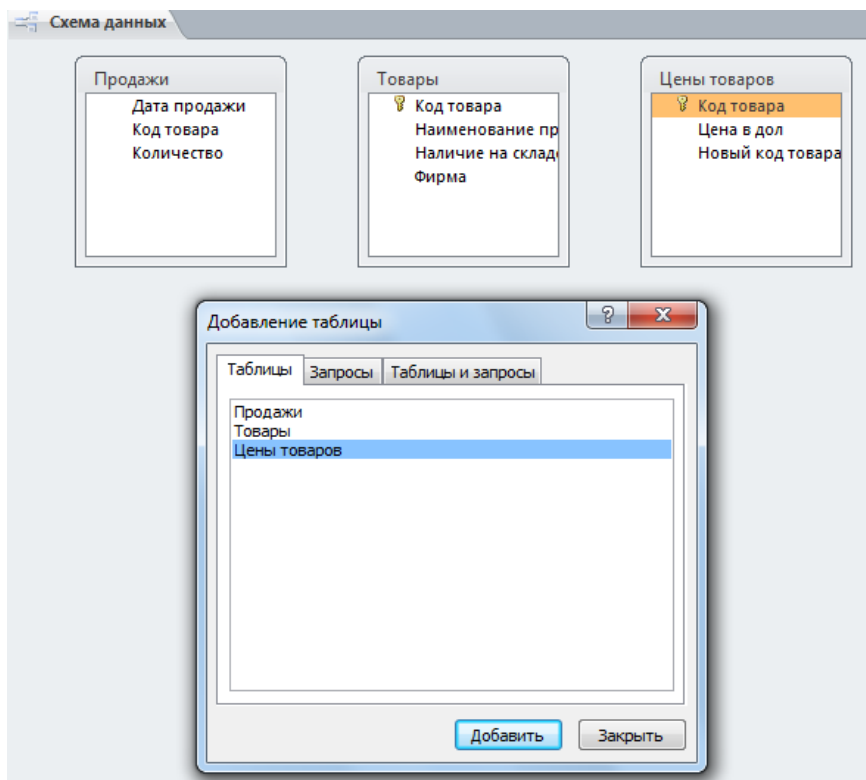 Схема данных
Продажи
Дата продажи
Код товара
Количество
Товары
Код товара
Наименование пр
Наличие на складе
Фирма
Цены товаров
Код товара
Цена в дол
Новый код товара
Добавление таблицы
?
Таблицы Запросы Таблицы и запросы
Продажи
Товары
Цены товаров
Добавить Закрыть